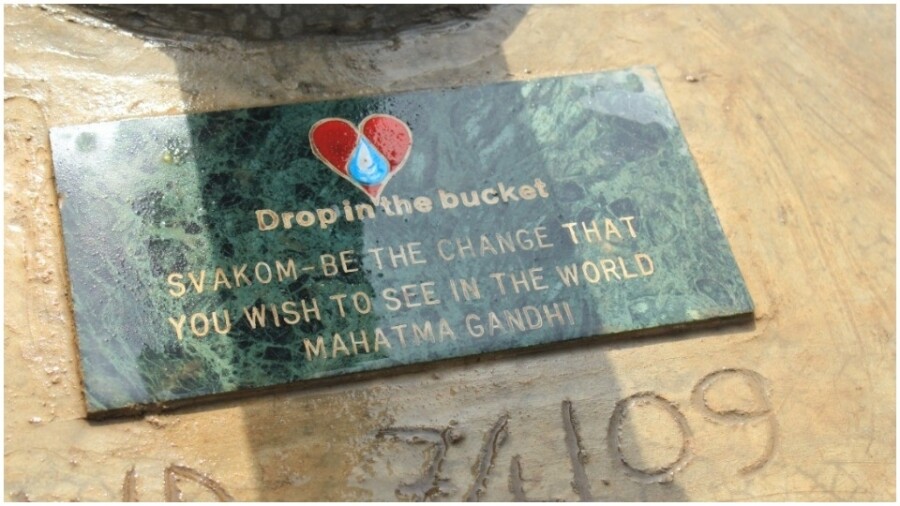 Drop in the bucket
SVAKOM-BE THE CHANGE THAT
YOU WISH TO SEE IN THE WORLD
MAHATMA GANDHI